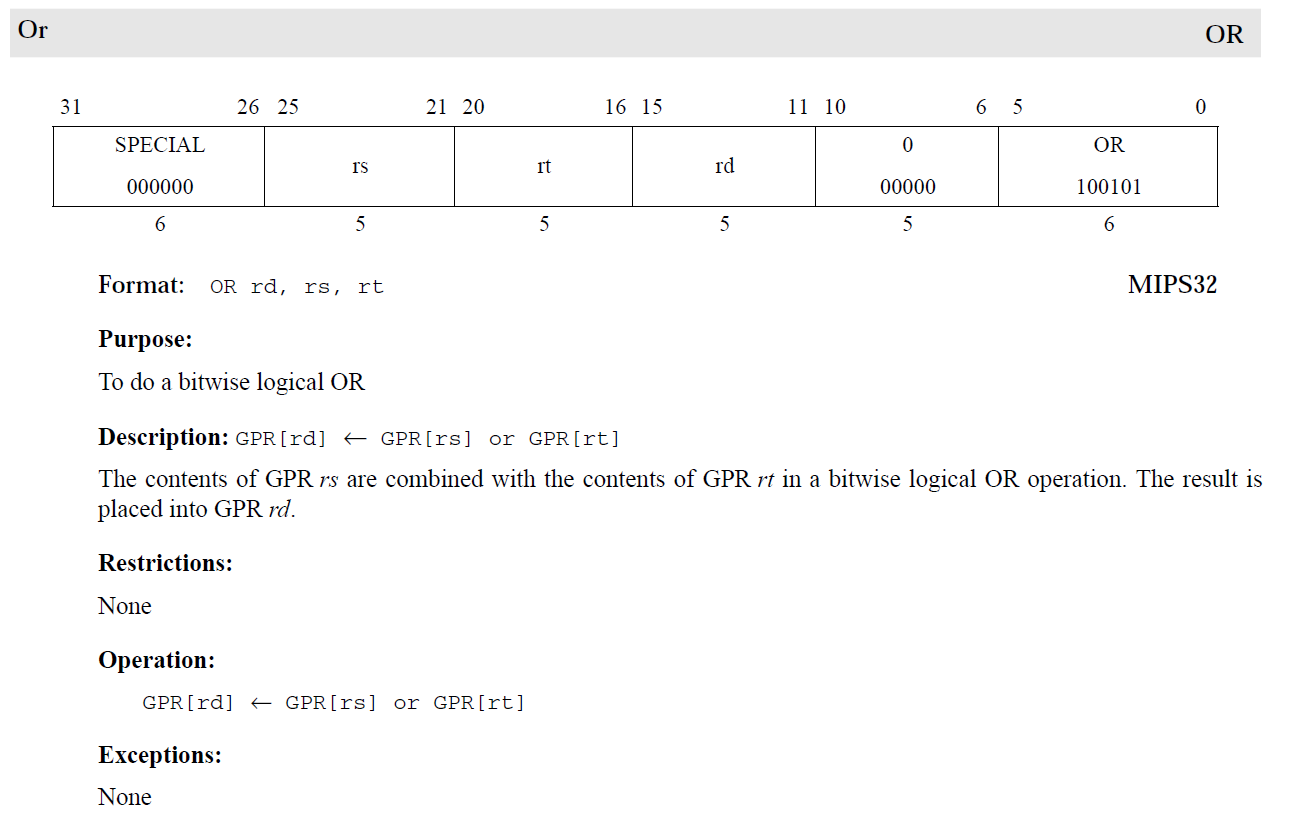 Or OR
31 26 25 21 20 16 15 11 10 6 5 0
SPECIAL 0 OR
rs rt rd
000000 00000 100101
6 5 5 5 5 6
Format: OR rd, rs, rt MIPS32
Purpose:
To do a bitwise logical OR
Description: GPR[rd] ← GPR[rs] or GPR[rt]
The contents of GPR rs are combined with the contents of GPR rt in a bitwise logical OR operation. The result is
placed into GPR rd.
Restrictions:
None
Operation:
GPR[rd] ← GPR[rs] or GPR[rt]
Exceptions:
None